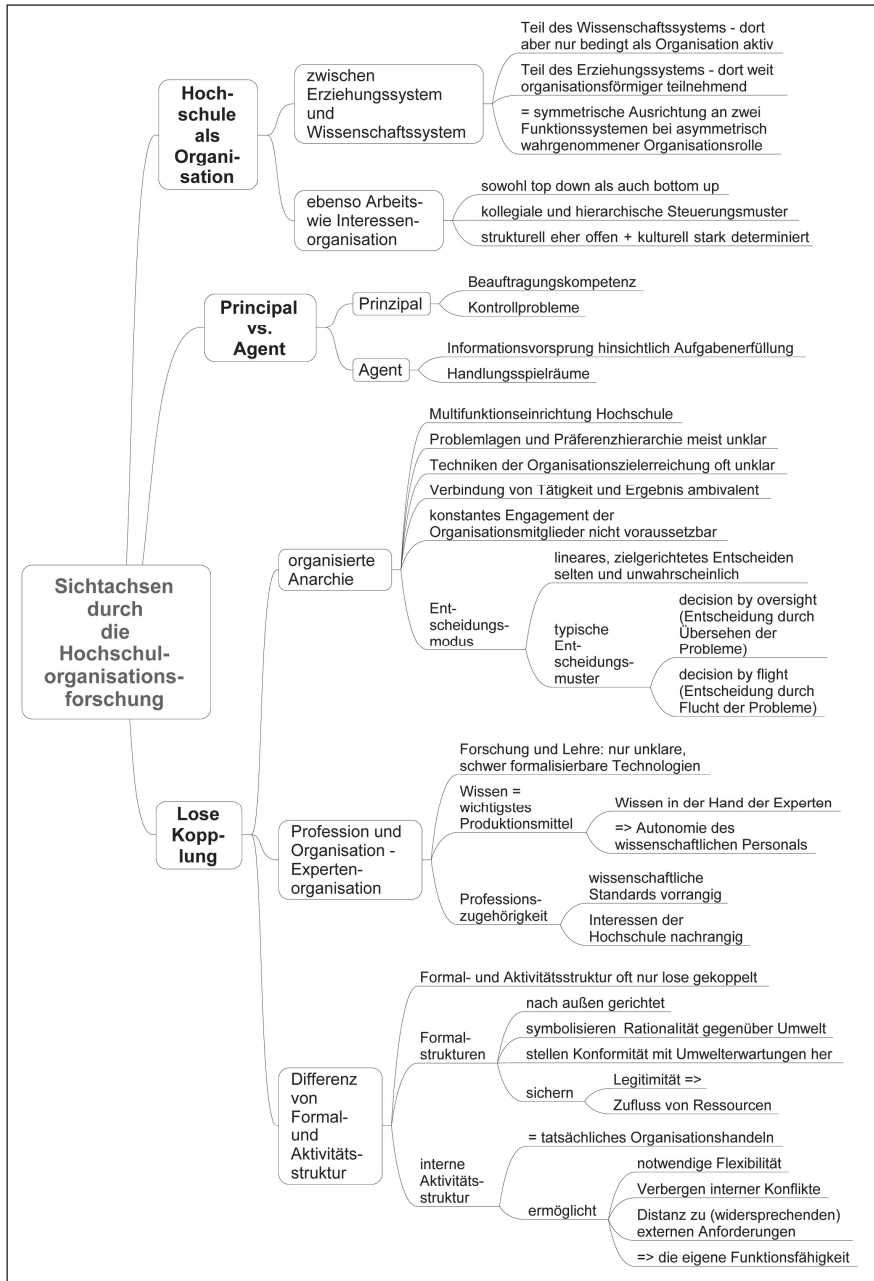 Sichtachsen
durch
die
Hochschul-
organisations-
forschung
Hoch-
schule
als
Organi-
sation
zwischen
Erziehungssystem
und
Wissenschaftssystem
Teil des Wissenschaftssystems - dort
aber nur bedingt als Organisation aktiv
Teil des Erziehungssystems - dort weit
organisationsförmiger teilnehmend
= symmetrische Ausrichtung an zwei
Funktionssystemen bei asymmetrisch
wahrgenommener Organisationsrolle
ebenso Arbeits-
wie Interessen-
organisation
sowohl top down als auch bottom up
kollegiale und hierarchische Steuerungsmuster
strukturell eher offen + kulturell stark determiniert
Principal
vs.
Agent
Prinzipal
Beauftragungskompetenz
Kontrollprobleme
Agent
Informationsvorsprung hinsichtlich Aufgabenerfüllung
Handlungsspielräume
Lose
Kopp-
lung
organisierte
Anarchie
Multifunktionseinrichtung Hochschule
Problemlagen und Präferenzhierarchie meist unklar
Techniken der Organisationszielerreichung oft unklar
Verbindung von Tätigkeit und Ergebnis ambivalent
konstantes Engagement der
Organisationsmitglieder nicht voraussetzbar
Ent-
scheidungs-
modus
lineares, zielgerichtetes Entscheiden
selten und unwahrscheinlich
typische
Ent-
scheidungs-
muster
decision by oversight
(Entscheidung durch
Übersehen der
Probleme)
decision by flight
(Entscheidung durch
Flucht der Probleme)
Profession und
Organisation -
Experten-
organisation
Forschung und Lehre: nur unklare,
schwer formalisierbare Technologien
Wissen =
wichtigstes
Produktionsmittel
Wissen in der Hand der Experten
=> Autonomie des
wissenschaftlichen Personals
Professions-
zugehörigkeit
wissenschaftliche
Standards vorrangig
Interessen der
Hochschule nachrangig
Differenz
von
Formal-
und
Aktivitäts-
struktur
Formal- und Aktivitätsstruktur oft nur lose gekoppelt
Formal-
strukturen
nach außen gerichtet
symbolisieren Rationalität gegenüber Umwelt
stellen Konformität mit Umwelterwartungen her
sichern
Legitimität =>
Zufluss von Ressourcen
interne
Aktivitäts-
struktur
= tatsächliches Organisationshandeln
ermöglicht
notwendige Flexibilität
Verbergen interner Konflikte
Distanz zu (widersprechenden)
externen Anforderungen
=> die eigene Funktionsfähigkeit